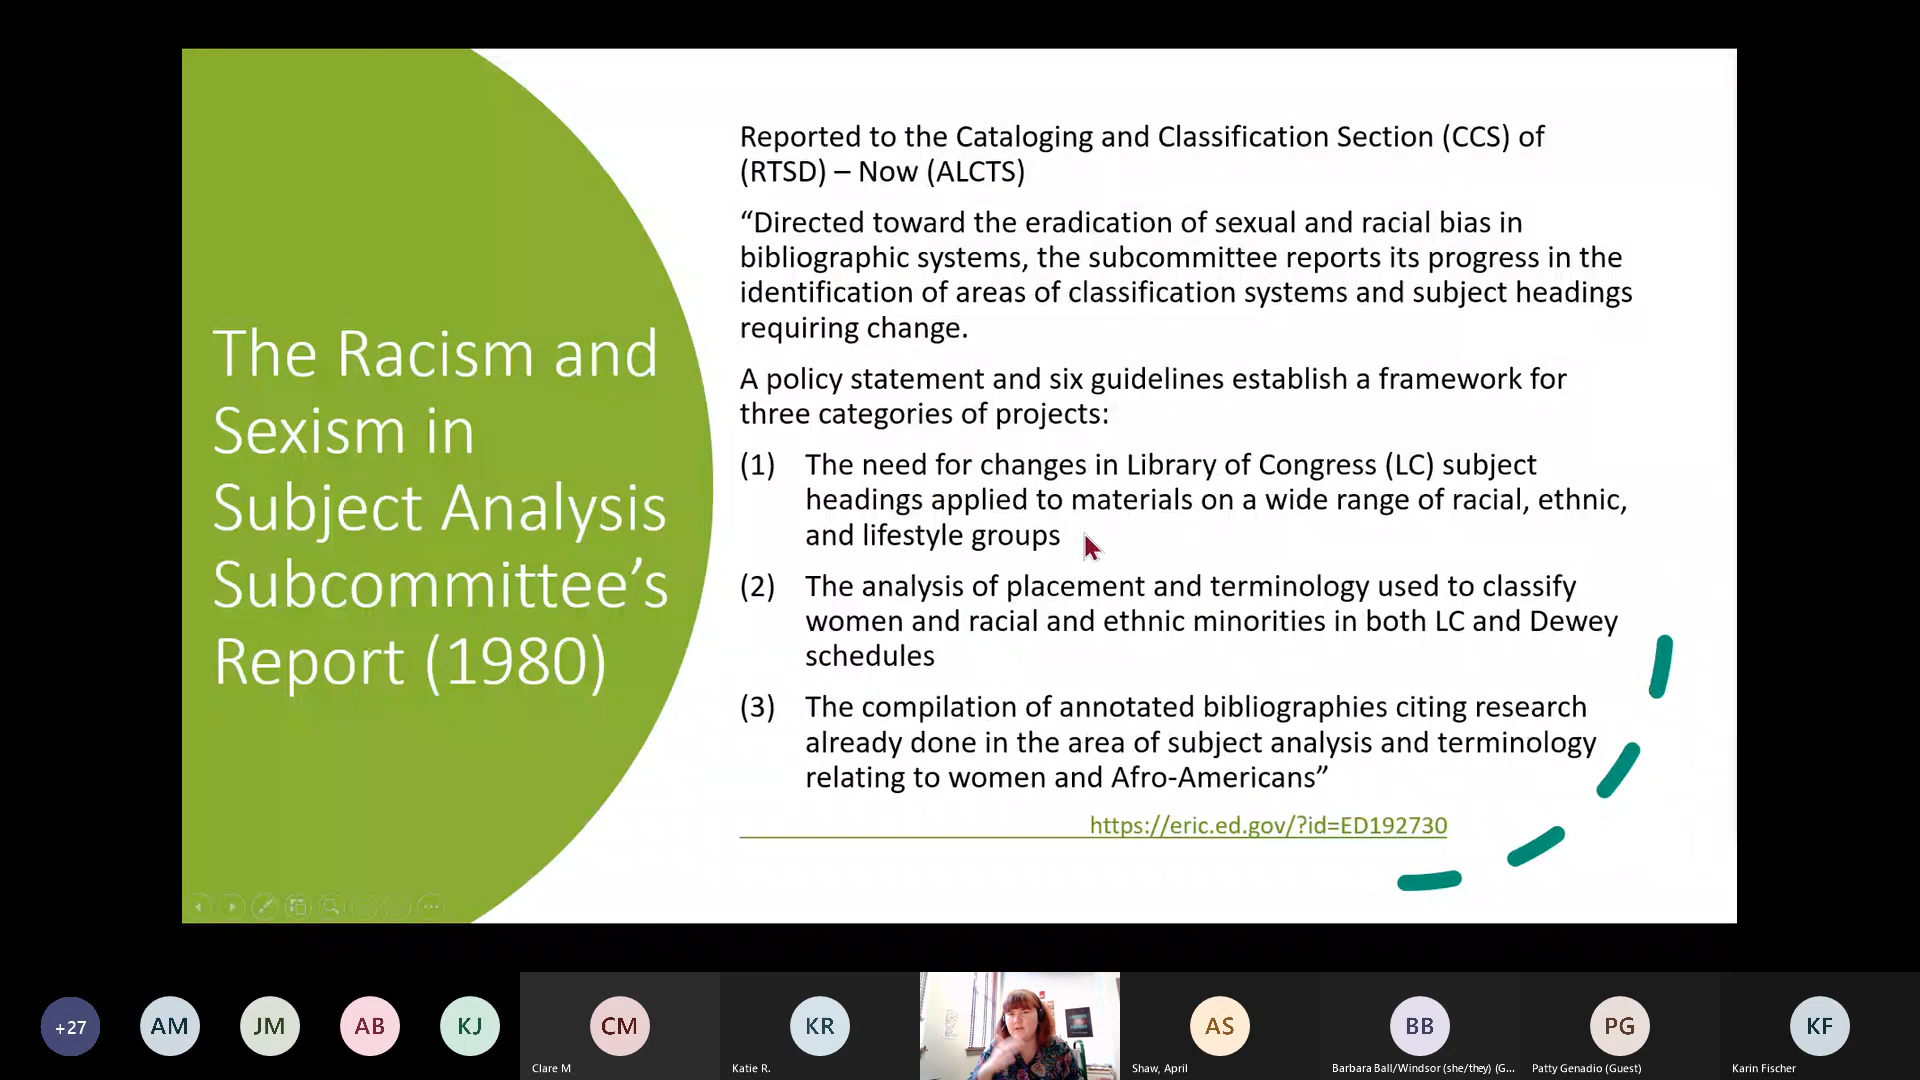 The Racism and
Sexism in
Subject Analysis
Subcommittee’s
Report (1980)
Reported to the Cataloging and Classification Section (CCS) of
(RTSD) – Now (ALCTS)
“Directed toward the eradication of sexual and racial bias in
bibliographic systems, the subcommittee reports its progress in the
identification of areas of classification systems and subject headings
requiring change.
A policy statement and six guidelines establish a framework for
three categories of projects:
(1) The need for changes in Library of Congress (LC) subject
headings applied to materials on a wide range of racial, ethnic,
and lifestyle groups
(2) The analysis of placement and terminology used to classify
women and racial and ethnic minorities in both LC and Dewey
schedules
(3) The compilation of annotated bibliographies citing research
already done in the area of subject analysis and terminology
relating to women and Afro-Americans”
https://eric.ed.gov/?id=ED192730
+27
AM
JM
AB
KJ
CM
KR
AS
BB
PG
KF
Clare M
Katie R.
Shaw, April
Barbara Ball/Windsor (she/they) (G...
Patty Genadio (Guest)
Karin Fischer